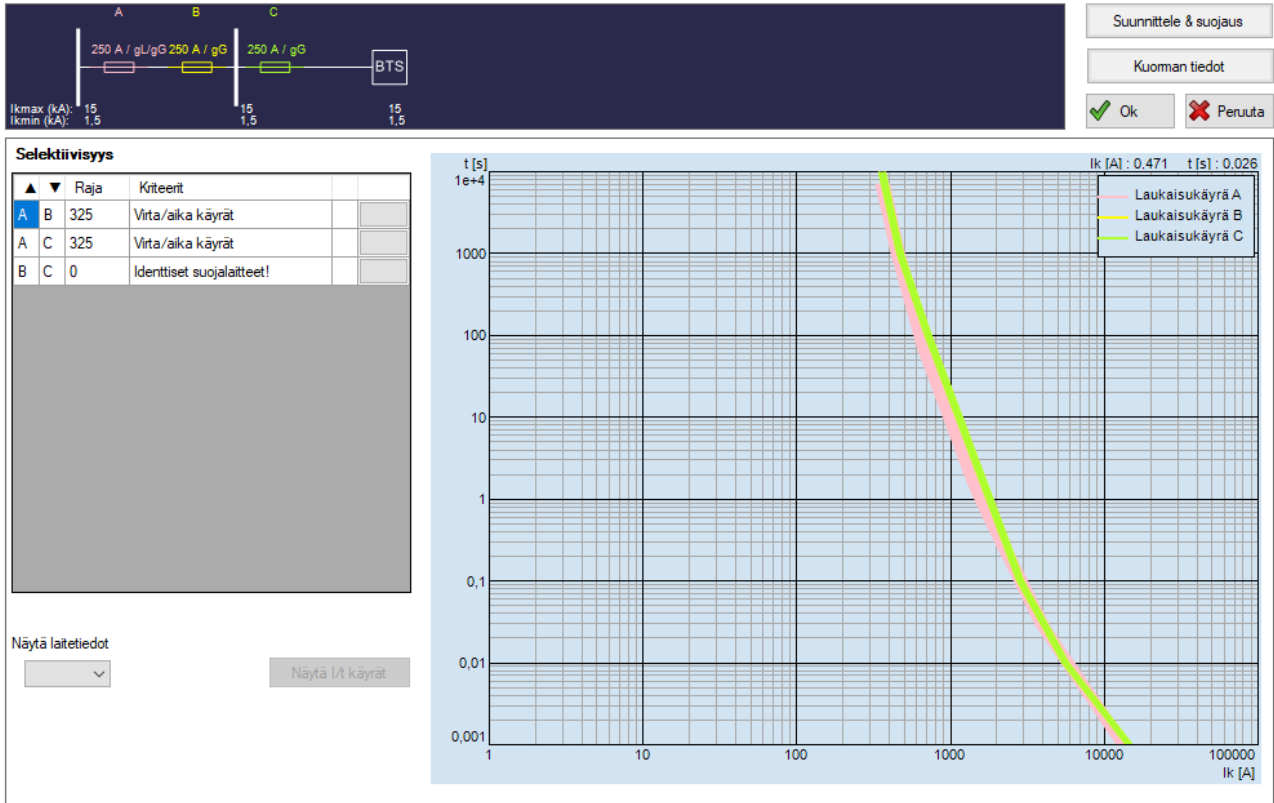 A B C
250 A / gL/gG 250 A / gG 250 A / gG
BTS
Ikmax (kA): 15 15 15
Ikmin (kA): 1,5 1,5 1,5
Suunnittele & suojaus
Kuorman tiedot
Ok Peruuta
Selektiivisyys
▲ ▼ Raja Kriteerit
A B 325 Virta/aika käyrät
A C 325 Virta/aika käyrät
B C 0 Identtiset suojalaitteet!
Näytä laitetiedot
Näytä I/t käyrät
t [s] Ik [A] : 0,471 t [s] : 0,026
1e+4
Laukaisukäyrä A
Laukaisukäyrä B
Laukaisukäyrä C
1000
100
10
1
0,1
0,01
0,001
1 10 100 1000 10000 100000
Ik [A]